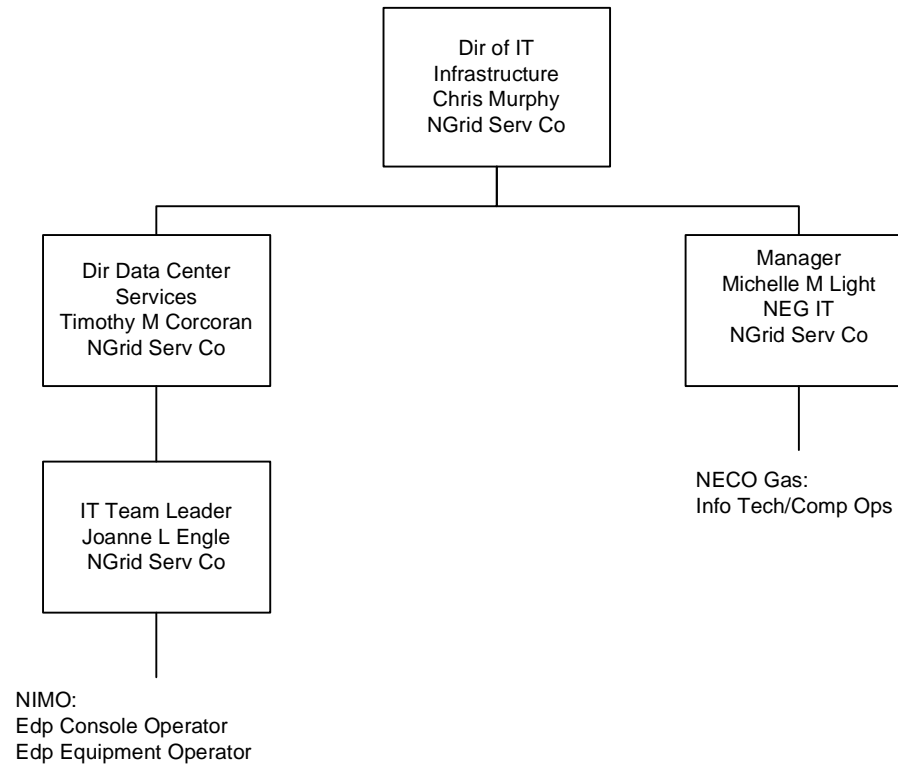 Dir of IT
Infrastructure
Chris Murphy
NGrid Serv Co
Dir Data Center
Services
Timothy M Corcoran
NGrid Serv Co
Manager
Michelle M Light
NEG IT
NGrid Serv Co
IT Team Leader
Joanne L Engle
NGrid Serv Co
NECO Gas:
Info Tech/Comp Ops
NIMO:
Edp Console Operator
Edp Equipment Operator